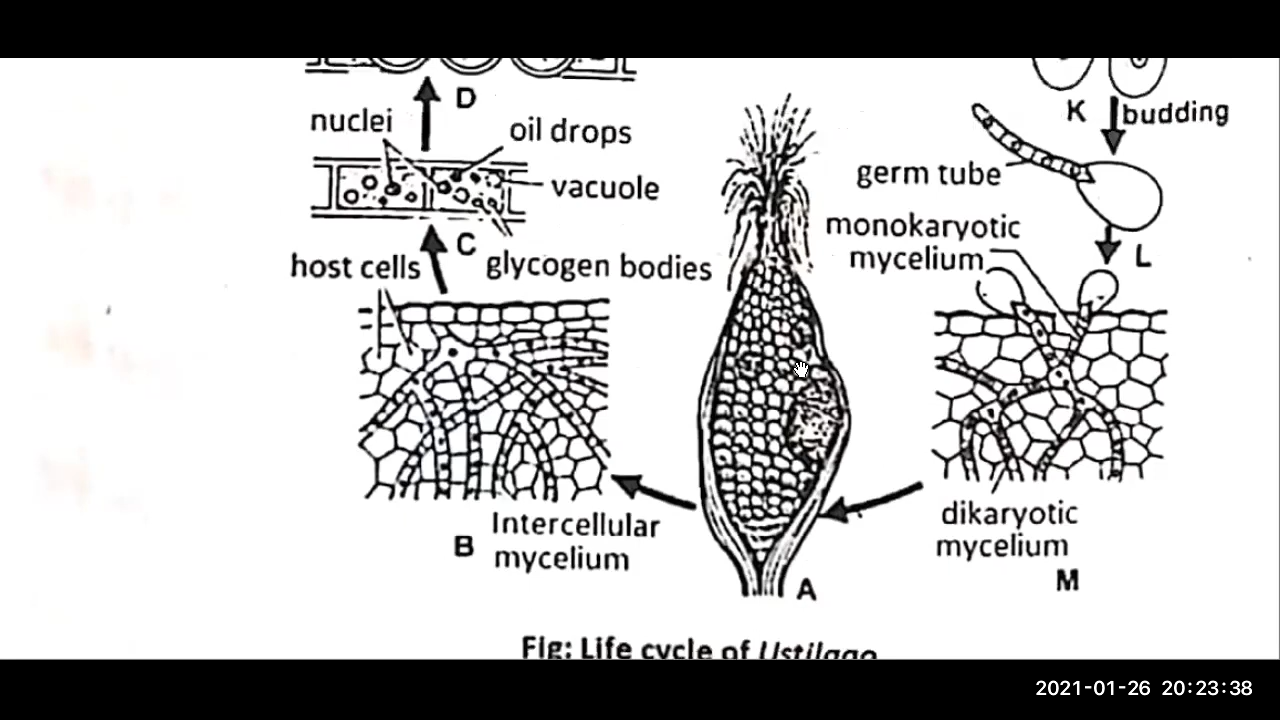 D
K
budding
nuclei
oil drops
germ tube
vacuole
monokaryotic
mycelium
C
L
host cells
glycogen bodies
B
Intercellular
mycelium
dikaryotic
mycelium
M
A
Fig: Life cycle of Ustilago
2021-01-26 20:23:38